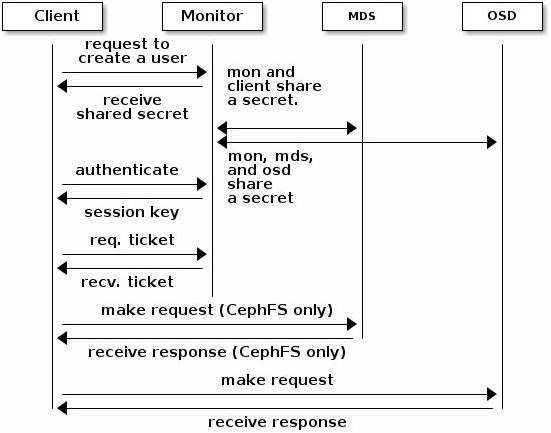 Client
Monitor
MDS
OSD
request to
create a user
mon and
client share
a secret.
receive
shared secret
mon, mds,
and osd
share
a secret
authenticate
session key
req. ticket
recv. ticket
make request (CephFS only)
receive response (CephFS only)
make request
receive response